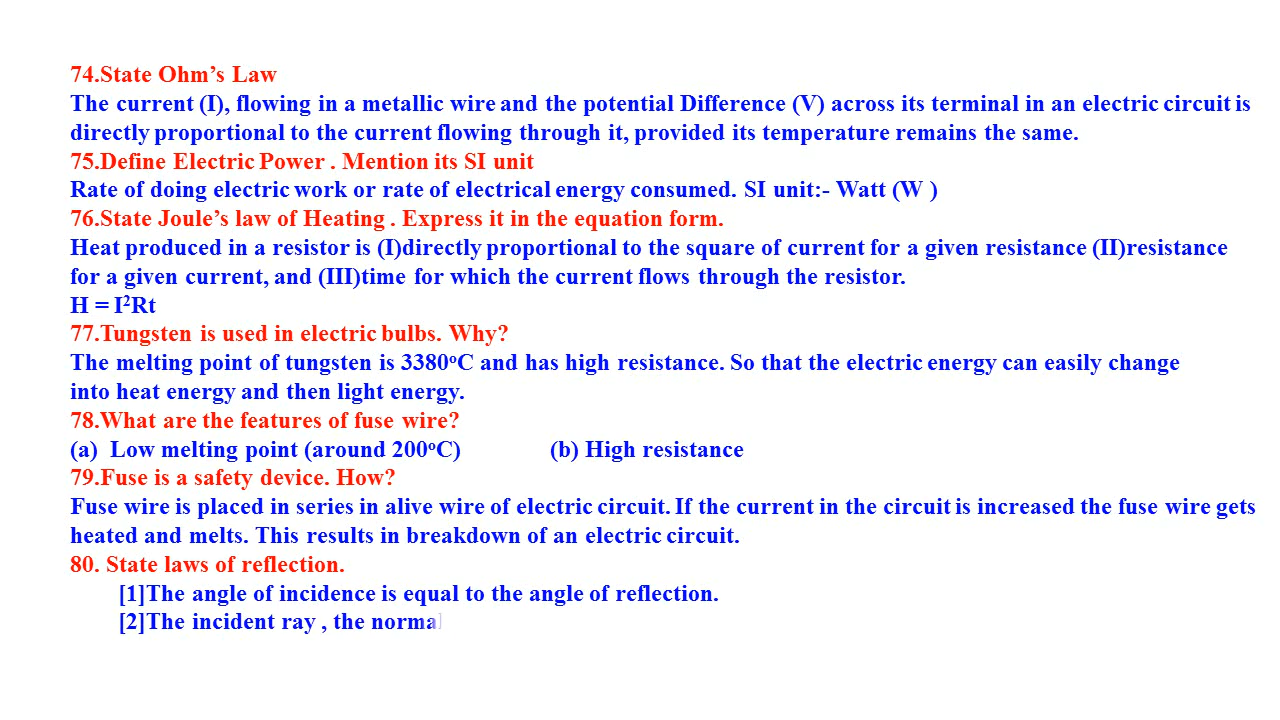 74.State Ohm’s Law
The current (I), flowing in a metallic wire and the potential Difference (V) across its terminal in an electric circuit is
directly proportional to the current flowing through it, provided its temperature remains the same.
75.Define Electric Power . Mention its SI unit
Rate of doing electric work or rate of electrical energy consumed. SI unit:- Watt (W )
76.State Joule’s law of Heating . Express it in the equation form.
Heat produced in a resistor is (I)directly proportional to the square of current for a given resistance (II)resistance
for a given current, and (III)time for which the current flows through the resistor.
H = I²Rt
77.Tungsten is used in electric bulbs. Why?
The melting point of tungsten is 3380ᵒC and has high resistance. So that the electric energy can easily change
into heat energy and then light energy.
78.What are the features of fuse wire?
(a) Low melting point (around 200ᵒC) (b) High resistance
79.Fuse is a safety device. How?
Fuse wire is placed in series in alive wire of electric circuit. If the current in the circuit is increased the fuse wire gets
heated and melts. This results in breakdown of an electric circuit.
80. State laws of reflection.
[1]The angle of incidence is equal to the angle of reflection.
[2]The incident ray , the normal